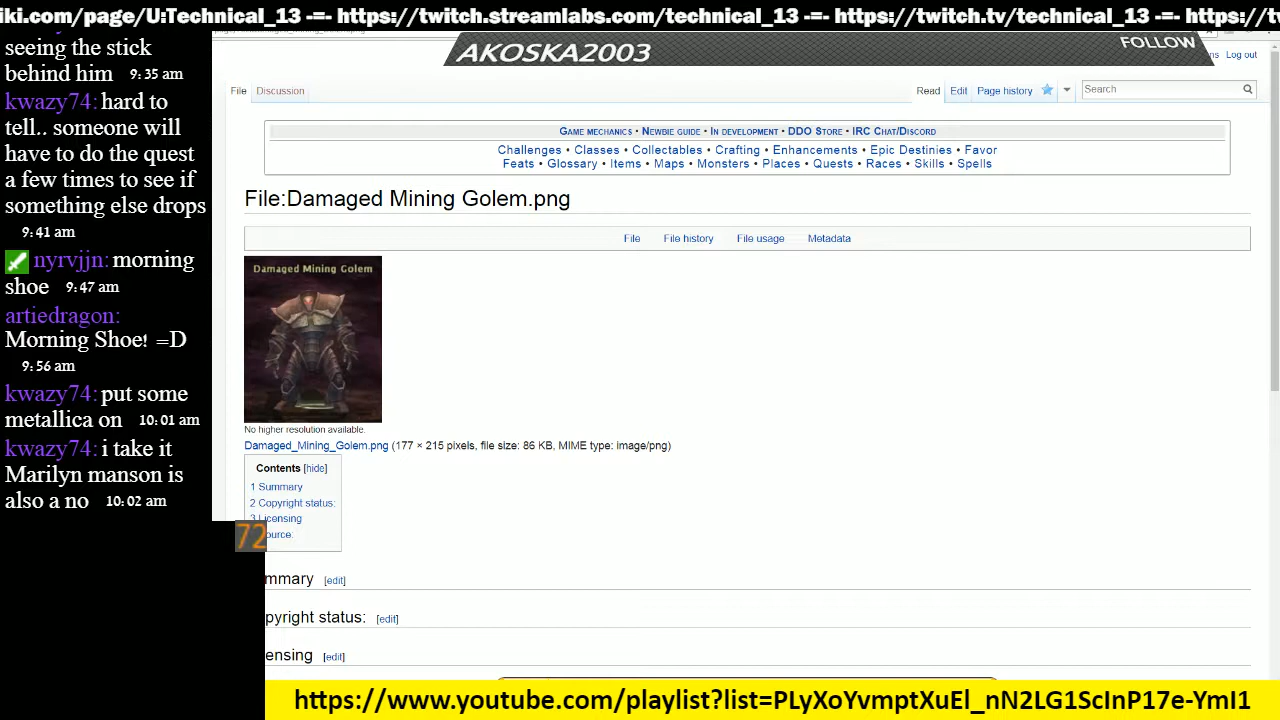 iki.com/page/U:Technical_13 -=- https://twitch.streamlabs.com/technical_13 -=- https://twitch.tv/technical_13 -=- https://tw
seeing the stick
behind him 9:35 am
kwazy74: hard to
tell.. someone will
have to do the quest
a few times to see if
something else drops
9:41 am
nyrvjjn: morning
shoe 9:47 am
artiedragon:
Morning Shoe! =D
9:56 am
kwazy74: put some
metallica on 10:01 am
kwazy74: i take it
Marilyn manson is
also a no 10:02 am
AKOSKA2003
FOLLOW
ns Log out
File Discussion
Read Edit Page history
Search
GAME MECHANICS • NEWBIE GUIDE • IN DEVELOPMENT • DDO STORE • IRC CHAT/DISCORD
Challenges • Classes • Collectables • Crafting • Enhancements • Epic Destinies • Favor
Feats • Glossary • Items • Maps • Monsters • Places • Quests • Races • Skills • Spells
File:Damaged Mining Golem.png
File File history File usage Metadata
Damaged Mining Golem
No higher resolution available.
Damaged_Mining_Golem.png (177 × 215 pixels, file size: 86 KB, MIME type: image/png)
Contents [hide]
1 Summary
2 Copyright status:
3 Licensing
ource:
72
mmary [edit]
pyright status: [edit]
ensing [edit]
https://www.youtube.com/playlist?list=PLyXoYvmptXuEl_nN2LG1ScInP17e-YmI1